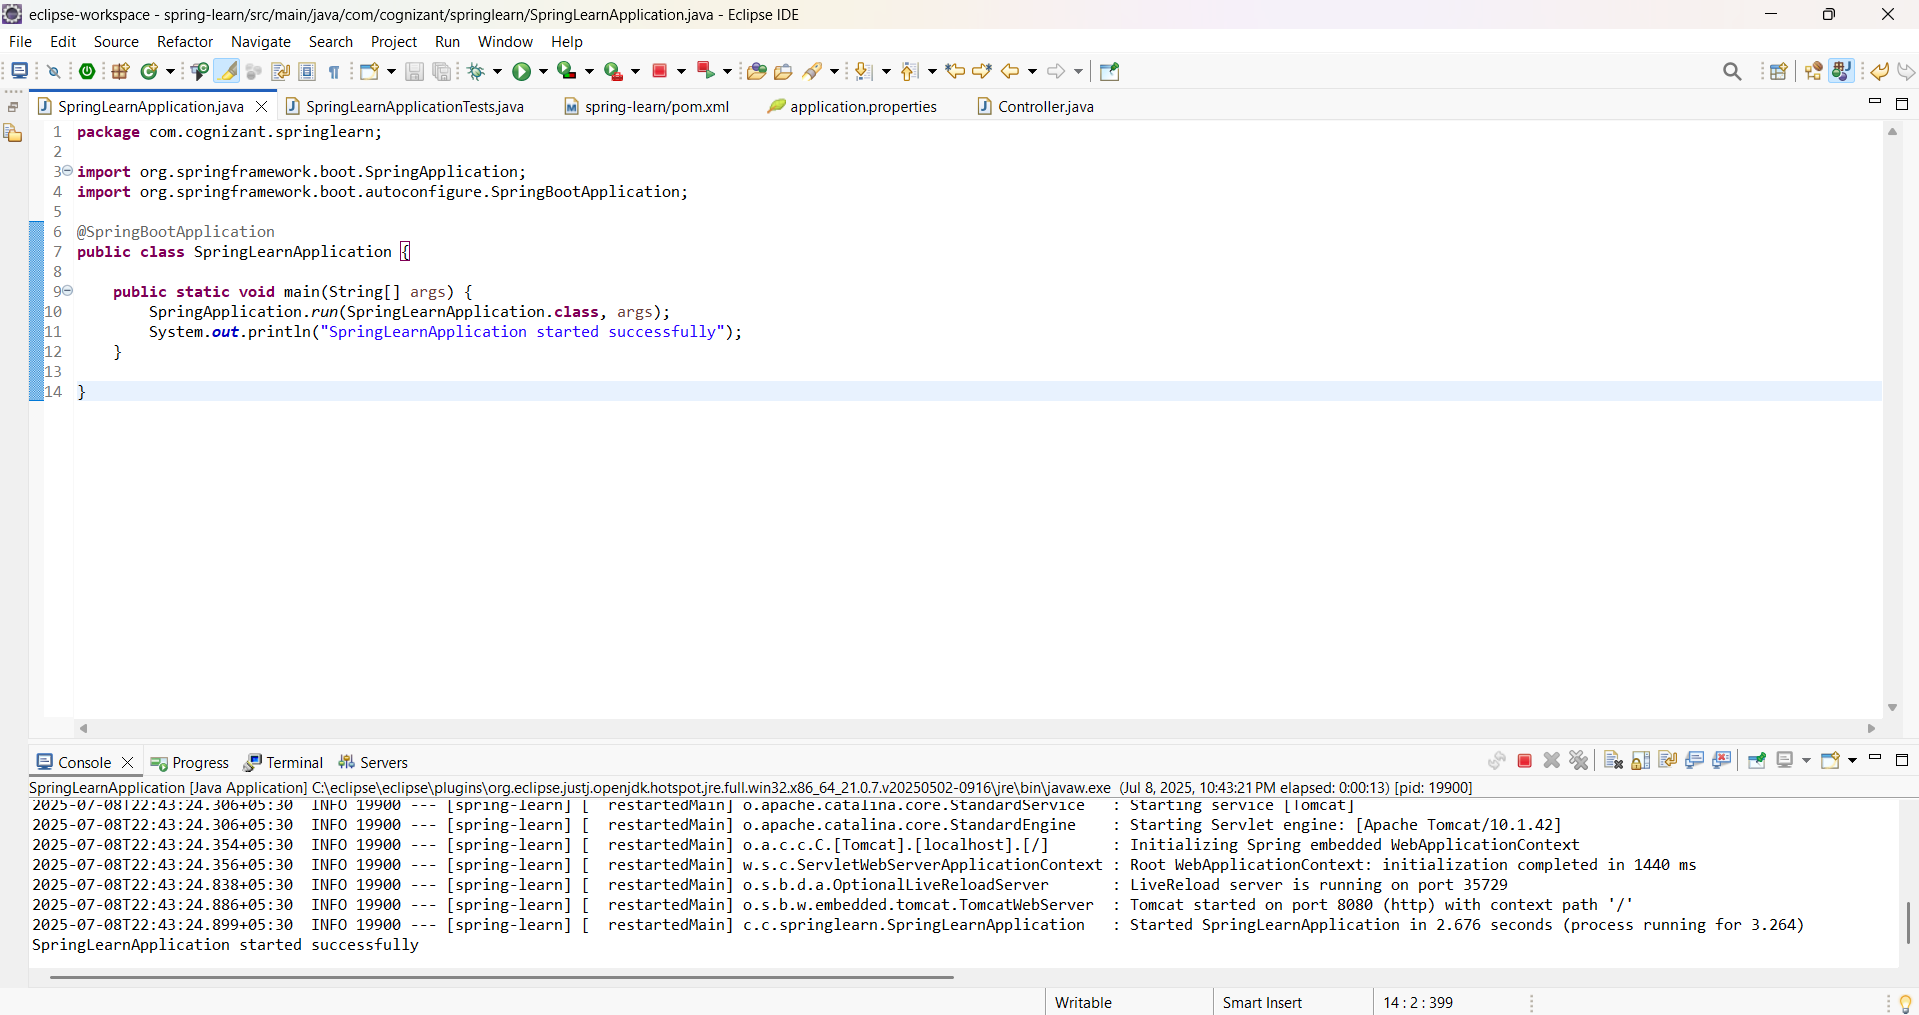 eclipse-workspace - spring-learn/src/main/java/com/cognizant/springlearn/SpringLearnApplication.java - Eclipse IDE
File Edit Source Refactor Navigate Search Project Run Window Help
SpringLearnApplication.java SpringLearnApplicationTests.java spring-learn/pom.xml application.properties Controller.java
1 package com.cognizant.springlearn;
2
3 import org.springframework.boot.SpringApplication;
4 import org.springframework.boot.autoconfigure.SpringBootApplication;
5
6 @SpringBootApplication
7 public class SpringLearnApplication {
8
9 public static void main(String[] args) {
10 SpringApplication.run(SpringLearnApplication.class, args);
11 System.out.println("SpringLearnApplication started successfully");
12 }
13
14 }
Console Progress Terminal Servers
SpringLearnApplication [Java Application] C:\eclipse\eclipse\plugins\org.eclipse.justj.openjdk.hotspot.jre.full.win32.x86_64_21.0.7.v20250502-0916\jre\bin\javaw.exe (Jul 8, 2025, 10:43:21 PM elapsed: 0:00:13) [pid: 19900]
2025-07-08T22:43:24.306+05:30 INFO 19900 --- [spring-learn] [ restartedMain] o.apache.catalina.core.StandardService : Starting service [Tomcat]
2025-07-08T22:43:24.306+05:30 INFO 19900 --- [spring-learn] [ restartedMain] o.apache.catalina.core.StandardEngine : Starting Servlet engine: [Apache Tomcat/10.1.42]
2025-07-08T22:43:24.354+05:30 INFO 19900 --- [spring-learn] [ restartedMain] o.a.c.c.C.[Tomcat].[localhost].[/] : Initializing Spring embedded WebApplicationContext
2025-07-08T22:43:24.356+05:30 INFO 19900 --- [spring-learn] [ restartedMain] w.s.c.ServletWebServerApplicationContext : Root WebApplicationContext: initialization completed in 1440 ms
2025-07-08T22:43:24.838+05:30 INFO 19900 --- [spring-learn] [ restartedMain] o.s.b.d.a.OptionalLiveReloadServer : LiveReload server is running on port 35729
2025-07-08T22:43:24.886+05:30 INFO 19900 --- [spring-learn] [ restartedMain] o.s.b.w.embedded.tomcat.TomcatWebServer : Tomcat started on port 8080 (http) with context path '/'
2025-07-08T22:43:24.899+05:30 INFO 19900 --- [spring-learn] [ restartedMain] c.c.springlearn.SpringLearnApplication : Started SpringLearnApplication in 2.676 seconds (process running for 3.264)
SpringLearnApplication started successfully
Writable Smart Insert 14 : 2 : 399